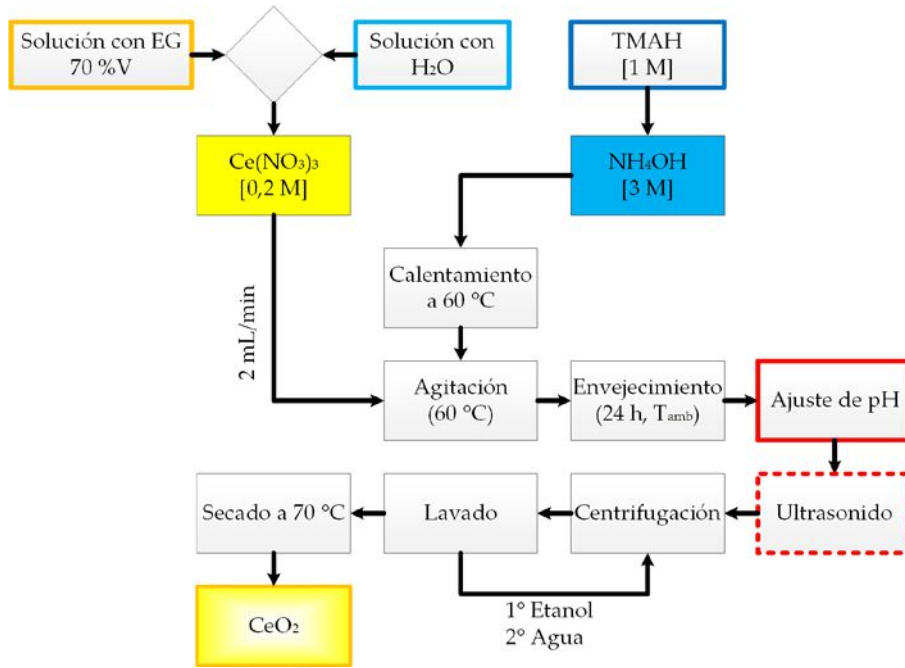 Solución con EG
70 %V
Solución con
H₂O
TMAH
[1 M]
Ce(NO₃)₃
[0,2 M]
NH₄OH
[3 M]
Calentamiento
a 60 °C
2 mL/min
Agitación
(60 °C)
Envejecimiento
(24 h, Tₐₘb)
Ajuste de pH
Secado a 70 °C
Lavado
Centrifugación
Ultrasonido
1° Etanol
2° Agua
CeO₂